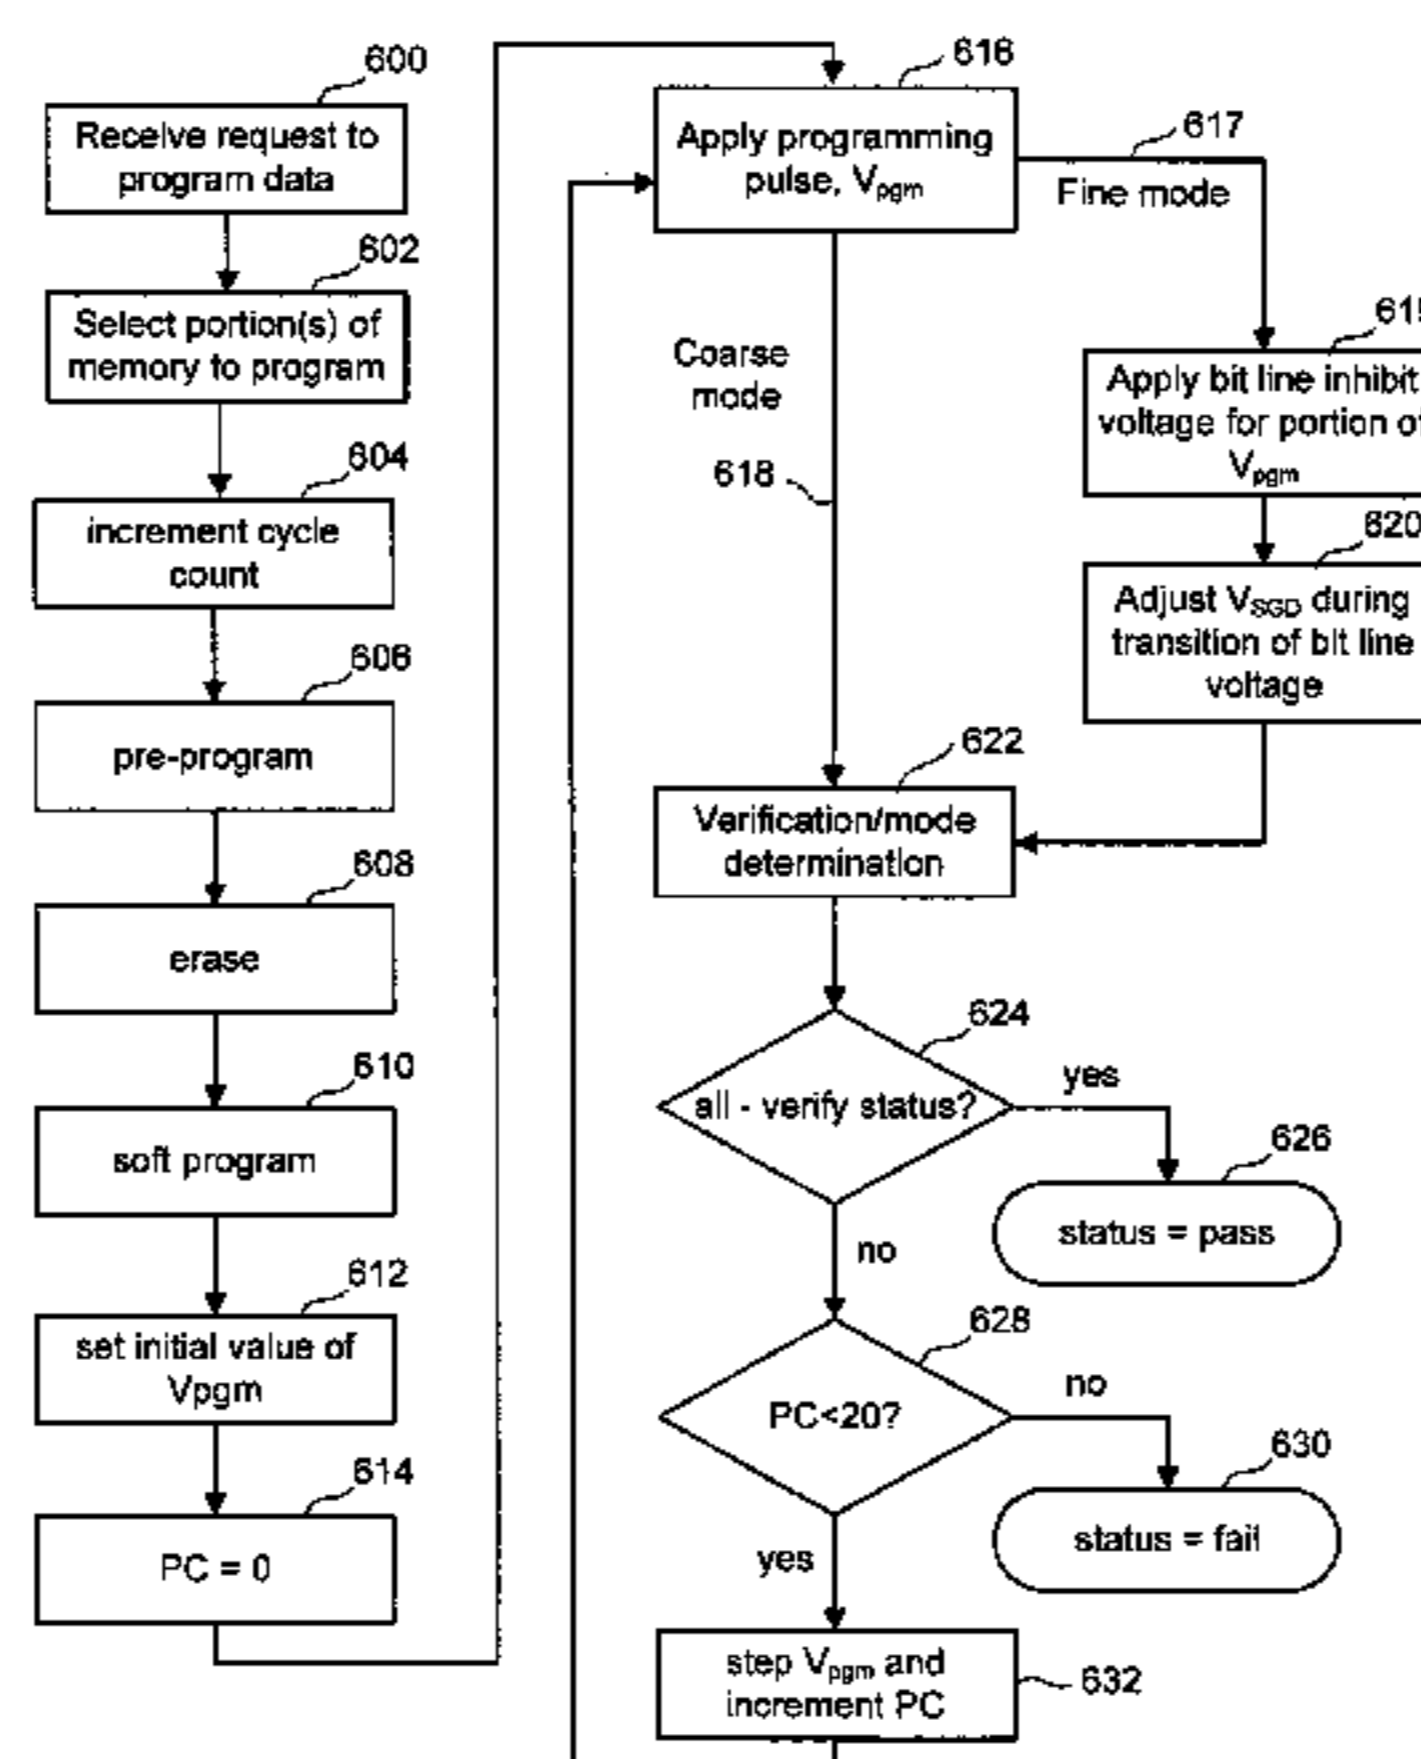 600
Receive request to
program data
602
Select portion(s) of
memory to program
604
increment cycle
count
606
pre-program
608
erase
610
soft program
612
set initial value of
Vpgm
614
PC = 0
616
Apply programming
pulse, Vpgm
617
Fine mode
Coarse
mode
618
Apply bit line inhibit
voltage for portion of
Vpgm
620
Adjust VSGD during
transition of bit line
voltage
622
Verification/mode
determination
624
all - verify status?
yes
626
status = pass
no
628
PC<20?
no
630
status = fail
yes
step Vpgm and
increment PC
632